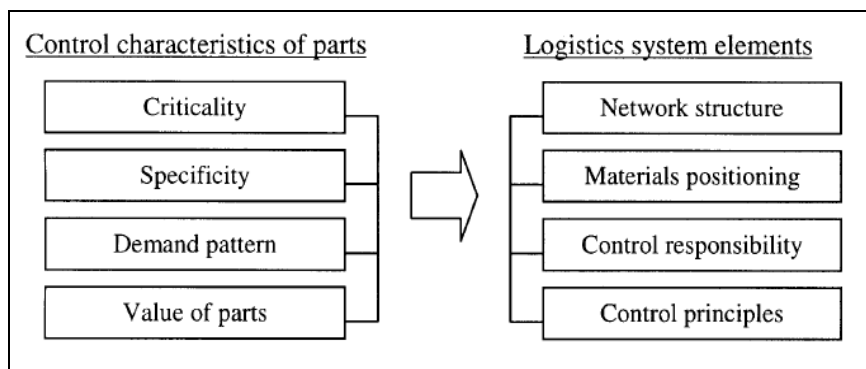 Control characteristics of parts
Criticality
Specificity
Demand pattern
Value of parts
Logistics system elements
Network structure
Materials positioning
Control responsibility
Control principles